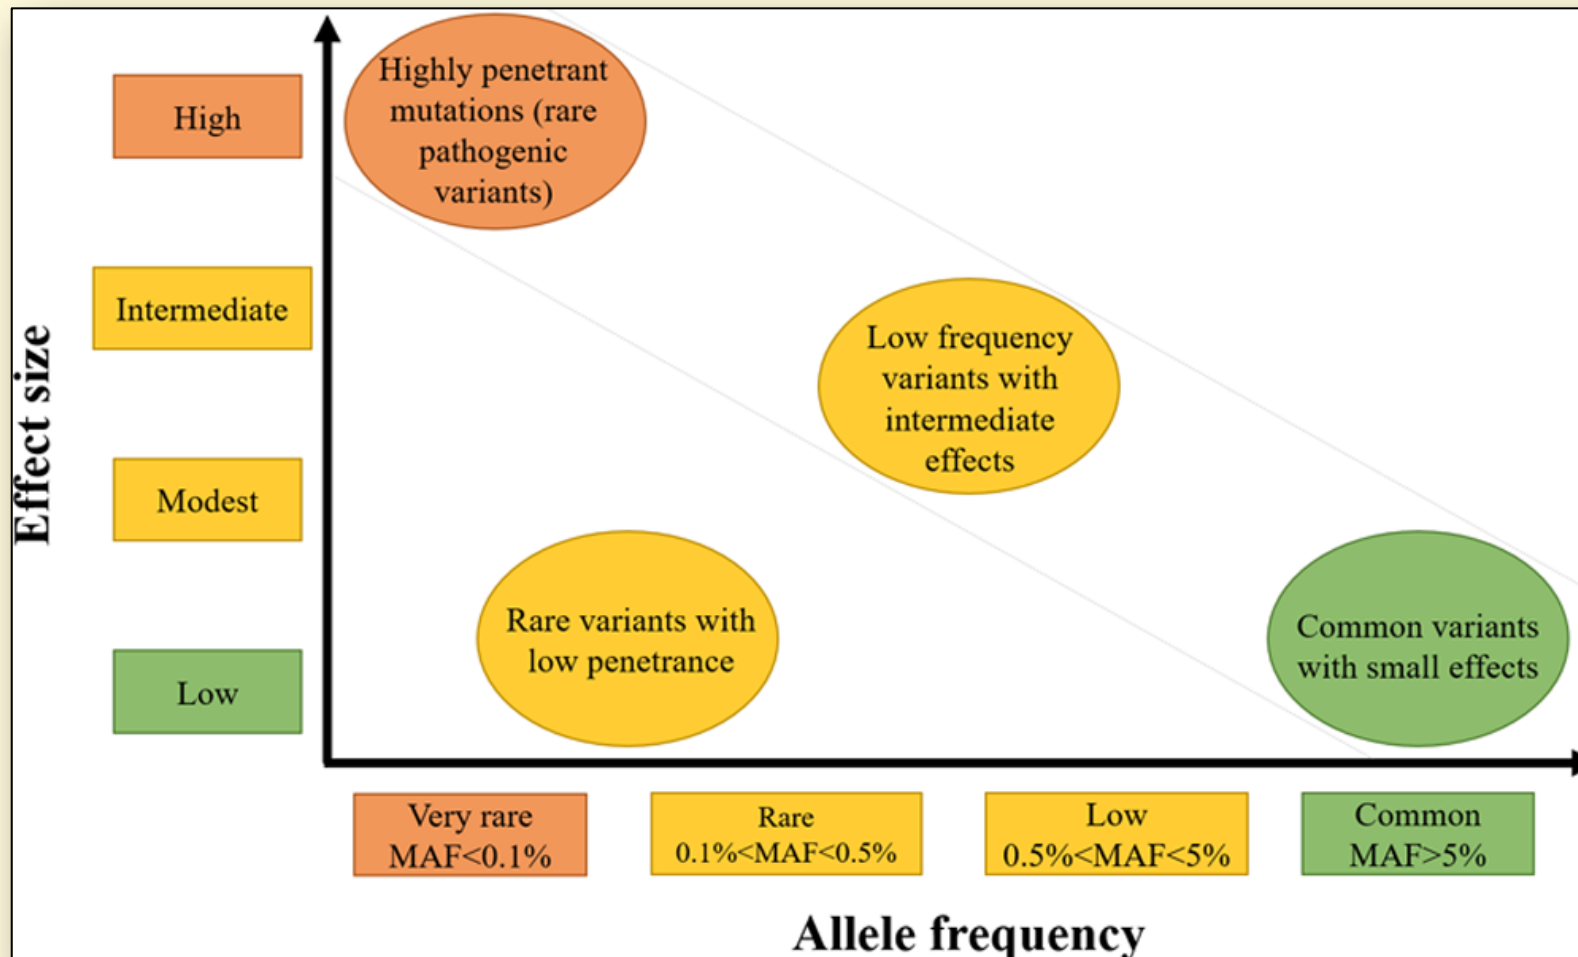 High
Intermediate
Modest
Low
Effect size
Highly penetrant
mutations (rare
pathogenic
variants)
Low frequency
variants with
intermediate
effects
Rare variants with
low penetrance
Common variants
with small effects
Very rare
MAF<0.1%
Rare
0.1%<MAF<0.5%
Low
0.5%<MAF<5%
Common
MAF>5%
Allele frequency